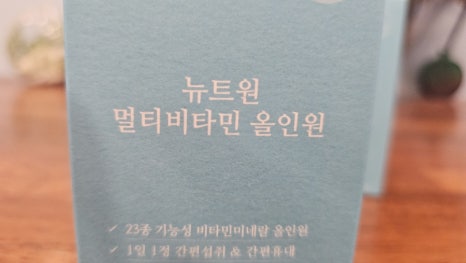 뉴트원
멀티비타민 올인원
✓ 23종 기능성 비타민미네랄 올인원
✓ 1일 1정 간편섭취 & 간편휴대